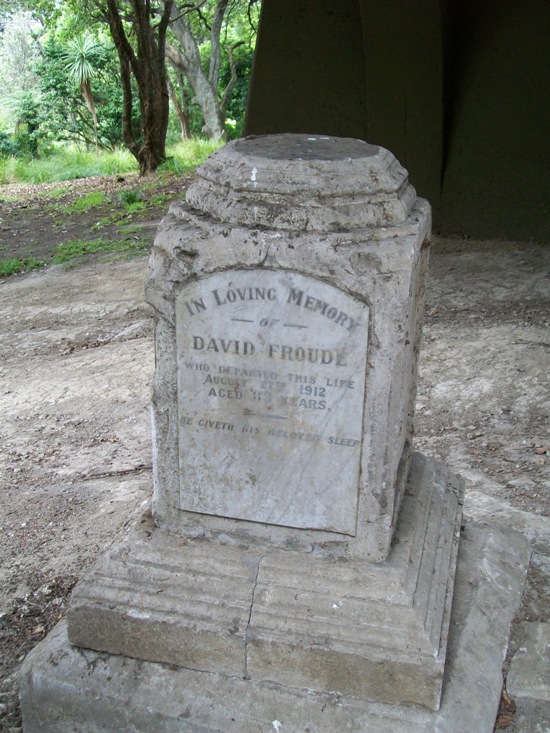 In Loving Memory
of
DAVID FROUDE
WHO DEPARTED THIS LIFE
AUGUST 27TH 1912
AGED YEARS.
HE GIVETH HIS BELOVED SLEEP